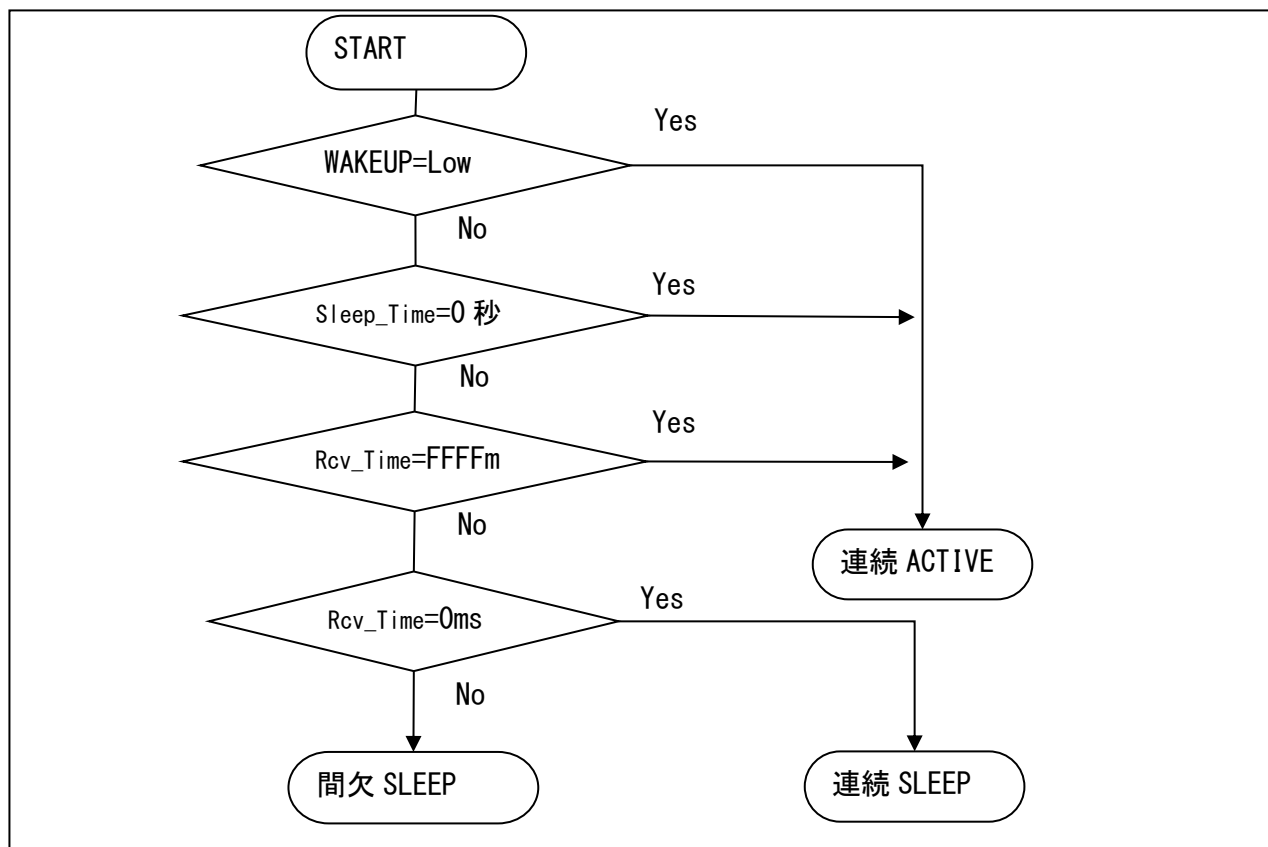 START
Yes
WAKEUP=Low
No
Yes
Sleep_Time=0 秒
No
Yes
Rcv_Time=FFFFm
No
連続 ACTIVE
Yes
Rcv_Time=0ms
No
間欠 SLEEP
連続 SLEEP